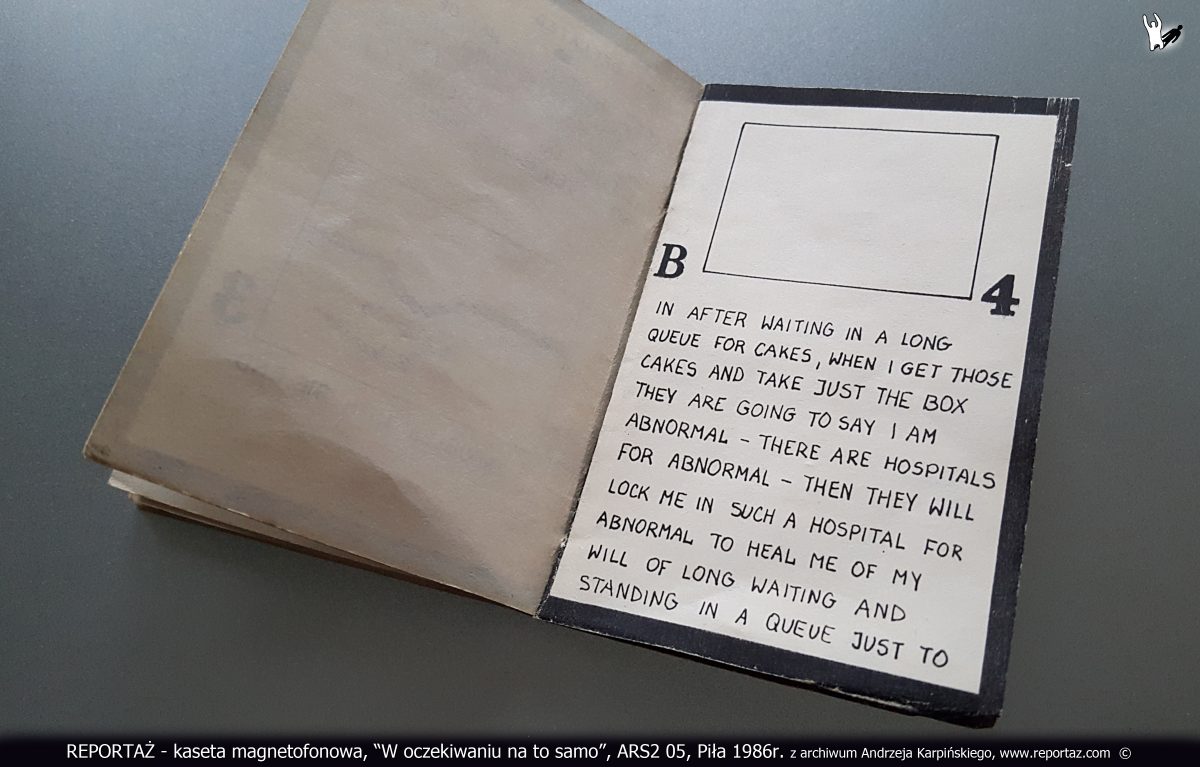 B
4
IN AFTER WAITING IN A LONG
QUEUE FOR CAKES, WHEN I GET THOSE
CAKES AND TAKE JUST THE BOX
THEY ARE GOING TO SAY I AM
ABNORMAL – THERE ARE HOSPITALS
FOR ABNORMAL – THEN THEY WILL
LOCK ME IN SUCH A HOSPITAL FOR
ABNORMAL TO HEAL ME OF MY
WILL OF LONG WAITING AND
STANDING IN A QUEUE JUST TO
REPORTAŻ - kaseta magnetofonowa, “W oczekiwaniu na to samo”, ARS2 05, Piła 1986r. z archiwum Andrzeja Karpińskiego, www.reportaz.com ©